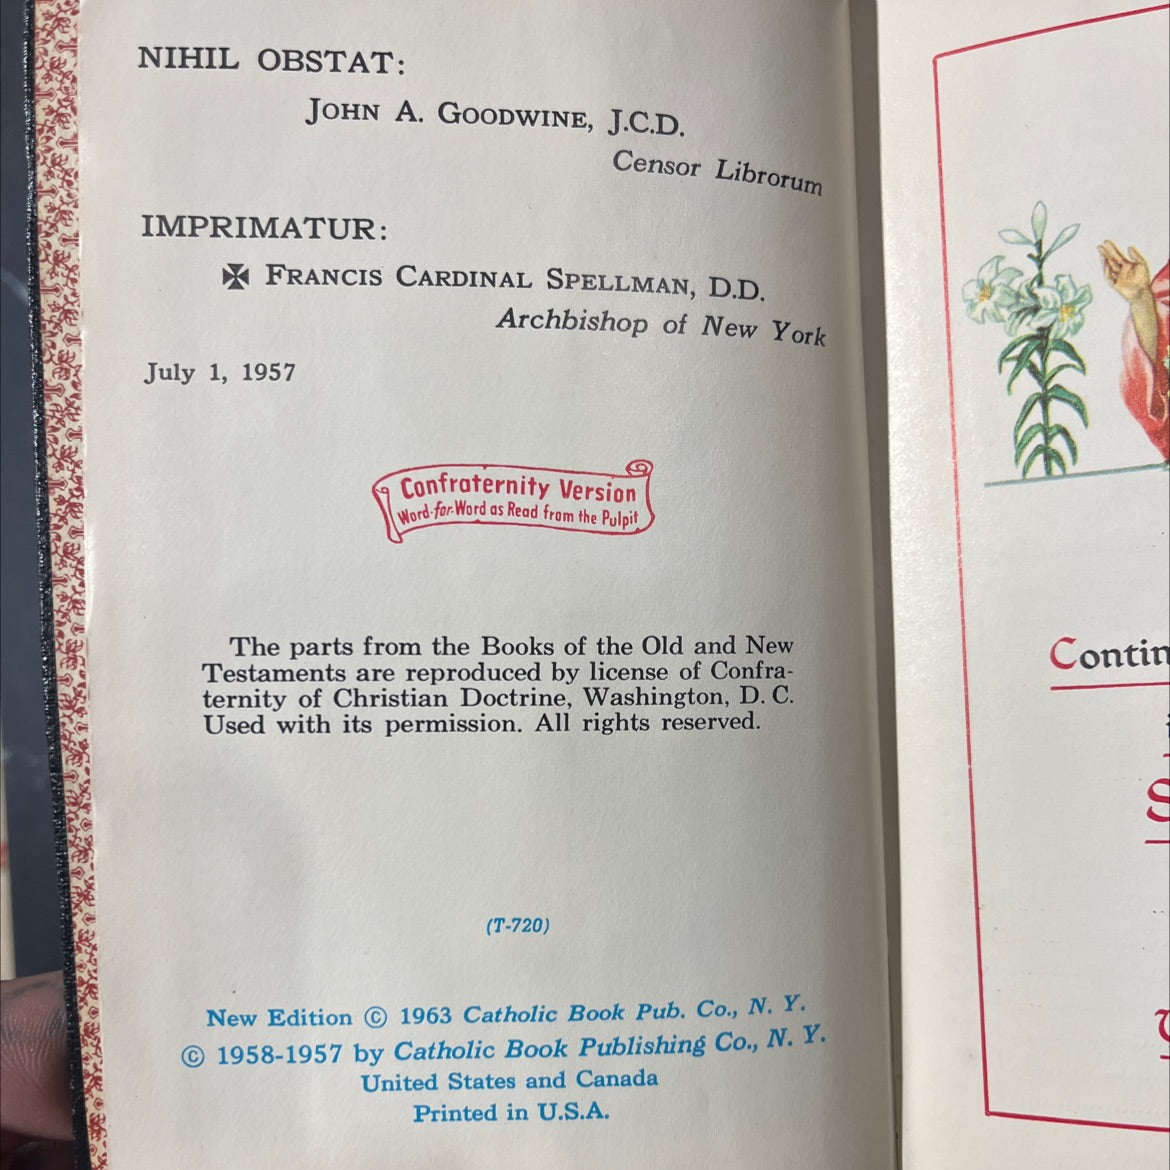 NIHIL OBSTAT:
JOHN A. GOODWINE, J.C.D.
Censor Librorum
IMPRIMATUR:
✠ FRANCIS CARDINAL SPELLMAN, D.D.
Archbishop of New York
July 1, 1957
Confraternity Version
Word-for-Word as Read from the Pulpit
The parts from the Books of the Old and New
Testaments are reproduced by license of Confra-
ternity of Christian Doctrine, Washington, D. C.
Used with its permission. All rights reserved.
(T-720)
New Edition © 1963 Catholic Book Pub. Co., N. Y.
© 1958-1957 by Catholic Book Publishing Co., N. Y.
United States and Canada
Printed in U.S.A.
Contin
S